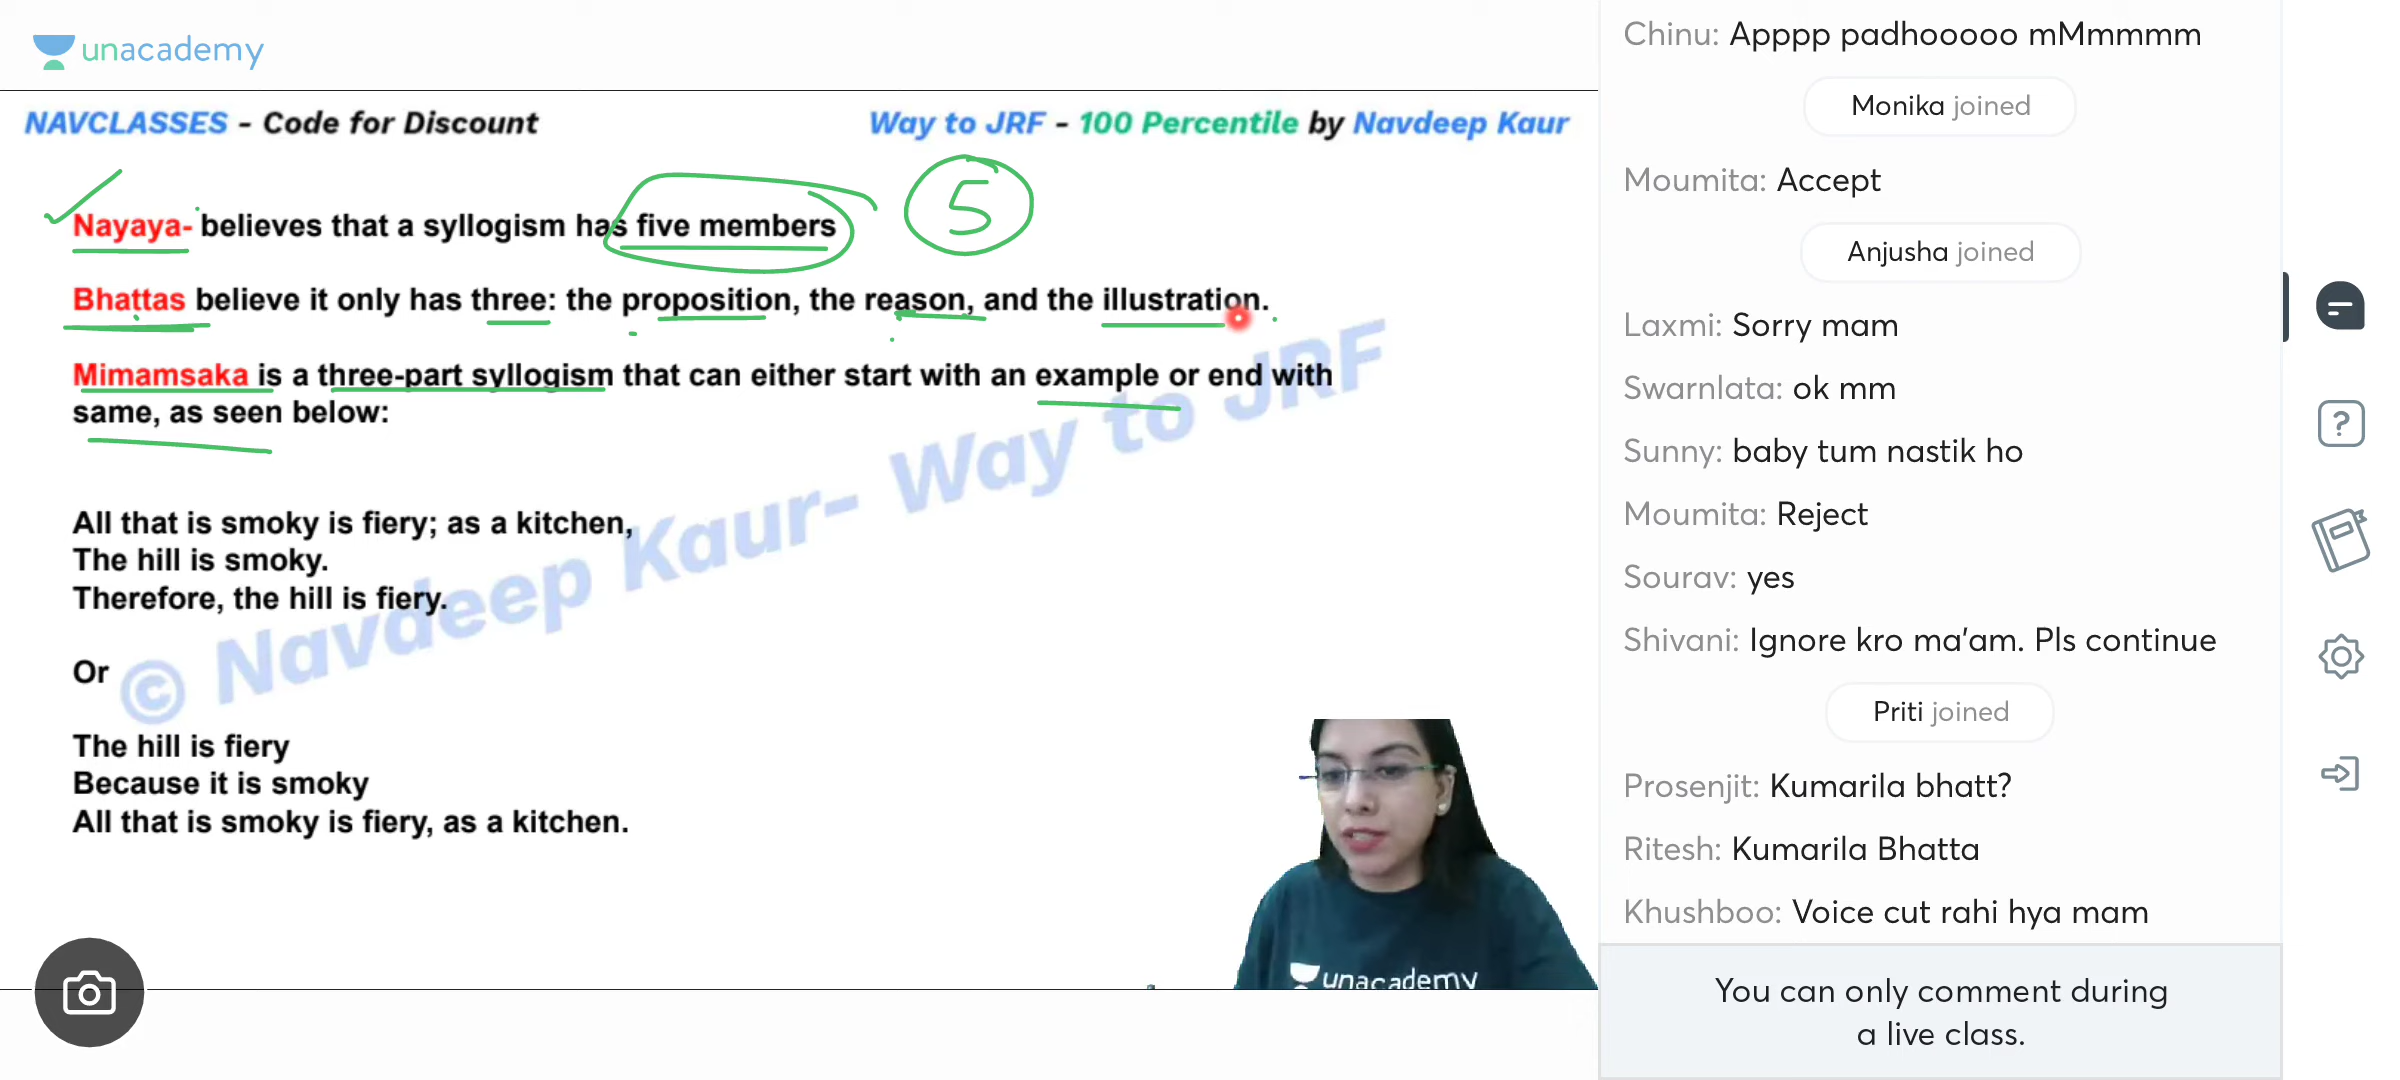 unacademy
NAVCLASSES - Code for Discount
Way to JRF - 100 Percentile by Navdeep Kaur
5
Nayaya- believes that a syllogism has five members
Bhattas believe it only has three: the proposition, the reason, and the illustration.
Mimamsaka is a three-part syllogism that can either start with an example or end with
same, as seen below:
All that is smoky is fiery; as a kitchen,
The hill is smoky.
Therefore, the hill is fiery.
Or
The hill is fiery
Because it is smoky
All that is smoky is fiery, as a kitchen.
© Navdeep Kaur- Way to JRF
unacademy
Chinu: Apppp padhooooo mMmmmm
Monika joined
Moumita: Accept
Anjusha joined
Laxmi: Sorry mam
Swarnlata: ok mm
Sunny: baby tum nastik ho
Moumita: Reject
Sourav: yes
Shivani: Ignore kro ma'am. Pls continue
Priti joined
Prosenjit: Kumarila bhatt?
Ritesh: Kumarila Bhatta
Khushboo: Voice cut rahi hya mam
You can only comment during
a live class.
?